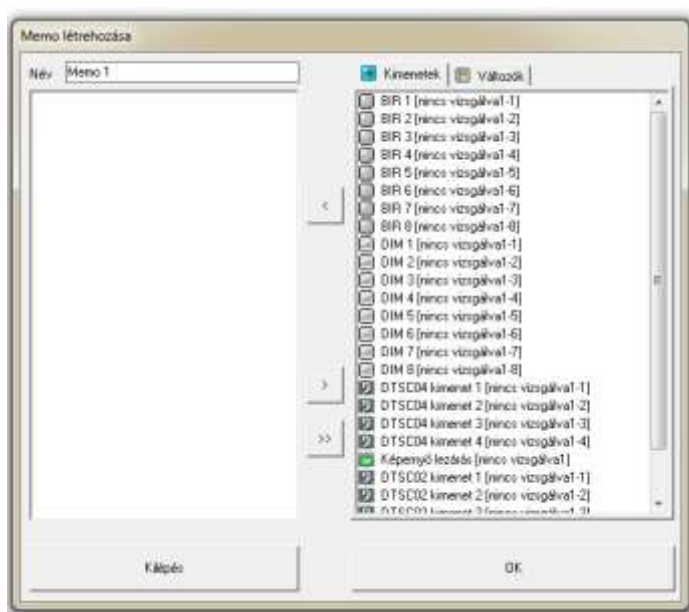 Memo létrehozása
Név
Memo 1
Kimenetek
Változók
BIR 1 [nincs vizsgálva1-1]
BIR 2 [nincs vizsgálva1-2]
BIR 3 [nincs vizsgálva1-3]
BIR 4 [nincs vizsgálva1-4]
BIR 5 [nincs vizsgálva1-5]
BIR 6 [nincs vizsgálva1-6]
BIR 7 [nincs vizsgálva1-7]
BIR 8 [nincs vizsgálva1-8]
DIM 1 [nincs vizsgálva1-1]
DIM 2 [nincs vizsgálva1-2]
DIM 3 [nincs vizsgálva1-3]
DIM 4 [nincs vizsgálva1-4]
DIM 5 [nincs vizsgálva1-5]
DIM 6 [nincs vizsgálva1-6]
DIM 7 [nincs vizsgálva1-7]
DIM 8 [nincs vizsgálva1-8]
DTSC04 kimenet 1 [nincs vizsgálva1-1]
DTSC04 kimenet 2 [nincs vizsgálva1-2]
DTSC04 kimenet 3 [nincs vizsgálva1-3]
DTSC04 kimenet 4 [nincs vizsgálva1-4]
Képernyő lezárás [nincs vizsgálva1]
DTSC02 kimenet 1 [nincs vizsgálva1-1]
DTSC02 kimenet 2 [nincs vizsgálva1-2]
DTSC02 kimenet 3 [nincs vizsgálva1-3]
<
>
>>
Kilépés
OK